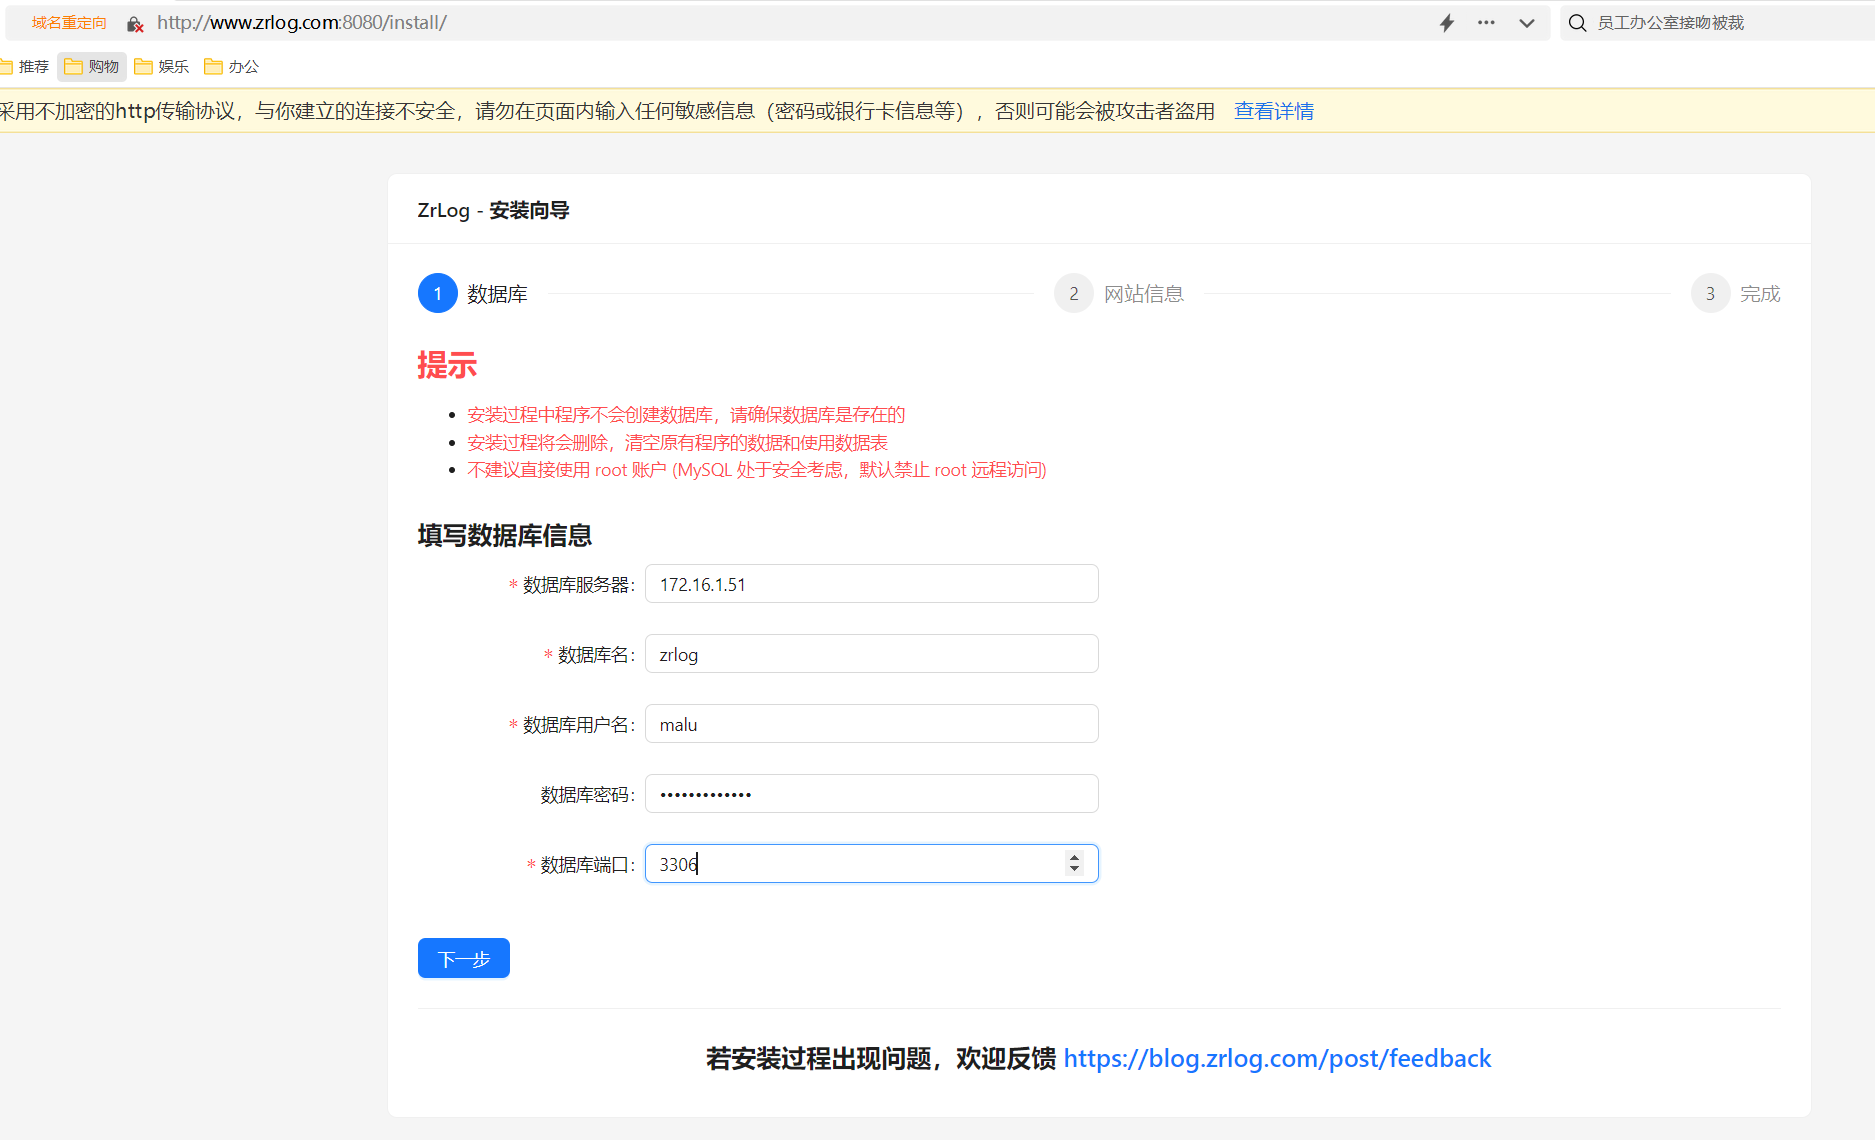 域名重定向 http://www.zrlog.com:8080/install/ 员工办公室接吻被裁
推荐 购物 娱乐 办公
采用不加密的http传输协议，与你建立的连接不安全，请勿在页面内输入任何敏感信息（密码或银行卡信息等），否则可能会被攻击者盗用 查看详情
ZrLog - 安装向导
1 数据库 2 网站信息 3 完成
提示
• 安装过程中程序不会创建数据库，请确保数据库是存在的
• 安装过程将会删除，清空原有程序的数据和使用数据表
• 不建议直接使用 root 账户 (MySQL 处于安全考虑，默认禁止 root 远程访问)
填写数据库信息
* 数据库服务器: 172.16.1.51
* 数据库名: zrlog
* 数据库用户名: malu
数据库密码: •••••••••••••
* 数据库端口: 3306
下一步
若安装过程出现问题，欢迎反馈 https://blog.zrlog.com/post/feedback